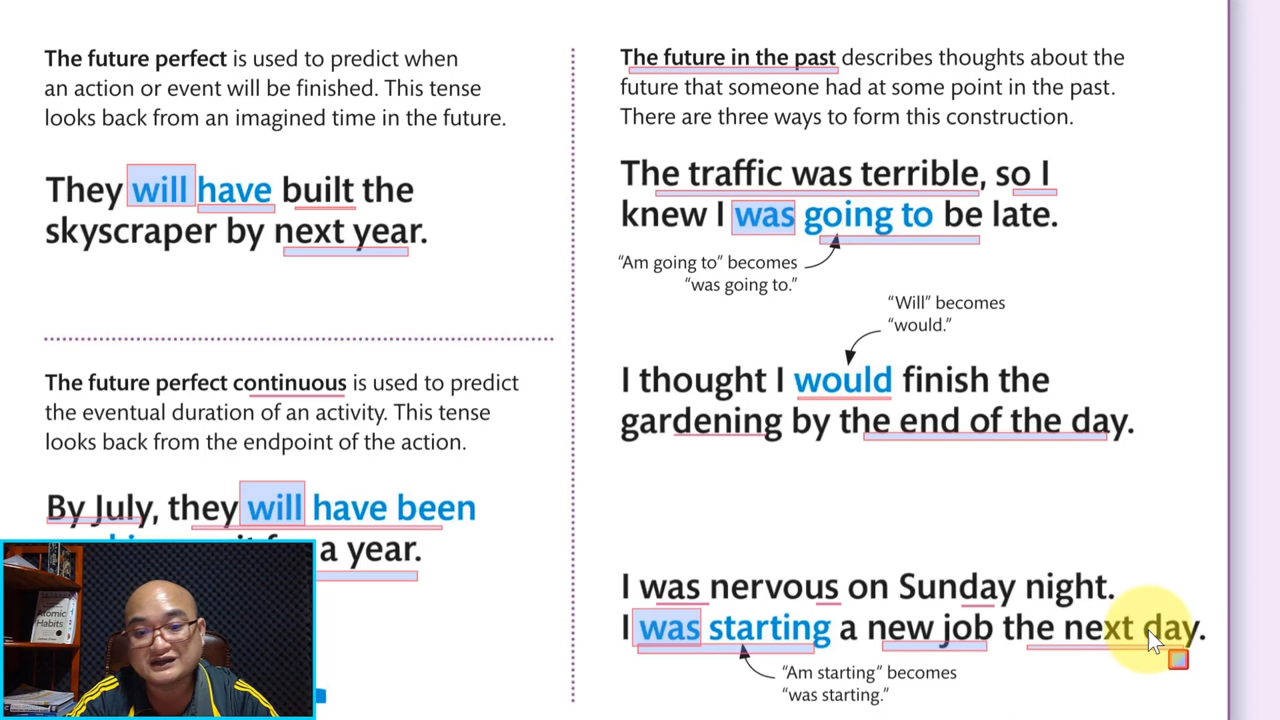 The future perfect is used to predict when
an action or event will be finished. This tense
looks back from an imagined time in the future.
They will have built the
skyscraper by next year.
The future perfect continuous is used to predict
the eventual duration of an activity. This tense
looks back from the endpoint of the action.
By July, they will have been
a year.
Atomic
Habits
The future in the past describes thoughts about the
future that someone had at some point in the past.
There are three ways to form this construction.
The traffic was terrible, so I
knew I was going to be late.
“Am going to” becomes
“was going to.”
“Will” becomes
“would.”
I thought I would finish the
gardening by the end of the day.
I was nervous on Sunday night.
I was starting a new job the next day.
“Am starting” becomes
“was starting.”